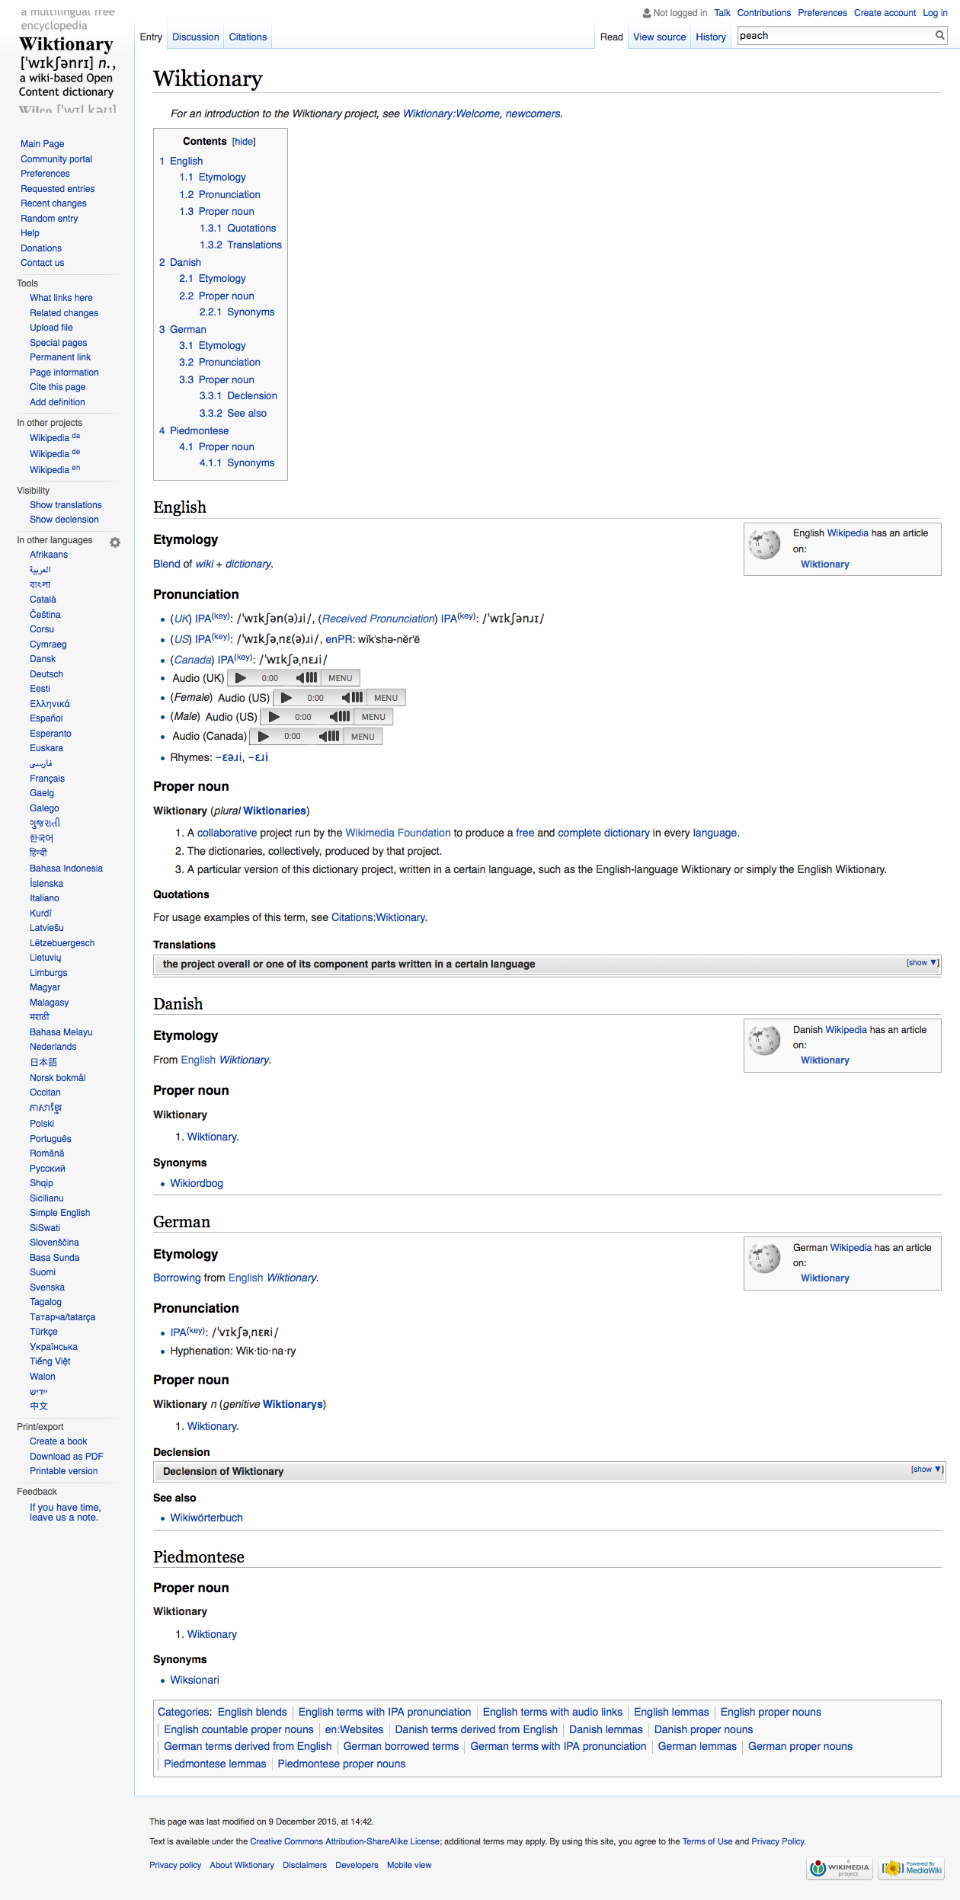 a multilingual free
encyclopedia
Wiktionary
['wɪkʃənrɪ] n.,
a wiki-based Open
Content dictionary
Not logged in Talk Contributions Preferences Create account Log in
Entry Discussion Citations Read View source History peach
Wiktionary
For an introduction to the Wiktionary project, see Wiktionary:Welcome, newcomers.
Contents [hide]
1 English
1.1 Etymology
1.2 Pronunciation
1.3 Proper noun
1.3.1 Quotations
1.3.2 Translations
2 Danish
2.1 Etymology
2.2 Proper noun
2.2.1 Synonyms
3 German
3.1 Etymology
3.2 Pronunciation
3.3 Proper noun
3.3.1 Declension
3.3.2 See also
4 Piedmontese
4.1 Proper noun
4.1.1 Synonyms
Main Page
Community portal
Preferences
Requested entries
Recent changes
Random entry
Help
Donations
Contact us
Tools
What links here
Related changes
Upload file
Special pages
Permanent link
Page information
Cite this page
Add definition
In other projects
Wikipedia da
Wikipedia de
Wikipedia en
Visibility
Show translations
Show declension
In other languages
Afrikaans
العربية
বাংলা
Català
Čeština
Corsu
Cymraeg
Dansk
Deutsch
Eesti
Ελληνικά
Español
Esperanto
Euskara
فارسی
Français
Gaelg
Galego
ગુજરાતી
한국어
हिन्दी
Bahasa Indonesia
Íslenska
Italiano
Kurdî
Latviešu
Lëtzebuergesch
Lietuvių
Limburgs
Magyar
Malagasy
मराठी
Bahasa Melayu
Nederlands
日本語
Norsk bokmål
Occitan
ភាសាខ្មែរ
Polski
Português
Română
Русский
Shqip
Sicilianu
Simple English
SiSwati
Slovenščina
Basa Sunda
Suomi
Svenska
Tagalog
Татарча/tatarça
Türkçe
Українська
Tiếng Việt
Walon
ייִדיש
中文
Print/export
Create a book
Download as PDF
Printable version
Feedback
If you have time,
leave us a note.
English
English Wikipedia has an article
on:
Wiktionary
Etymology
Blend of wiki + dictionary.
Pronunciation
• (UK) IPA(key): /ˈwɪkʃən(ə)ɹi/, (Received Pronunciation) IPA(key): /ˈwɪkʃənɹɪ/
• (US) IPA(key): /ˈwɪkʃəˌnɛ(ə)ɹi/, enPR: wĭk'shə-nĕr'ē
• (Canada) IPA(key): /ˈwɪkʃəˌnɛɹi/
• Audio (UK) 0:00 MENU
• (Female) Audio (US) 0:00 MENU
• (Male) Audio (US) 0:00 MENU
• Audio (Canada) 0:00 MENU
• Rhymes: -ɛəɹi, -ɛɹi
Proper noun
Wiktionary (plural Wiktionaries)
1. A collaborative project run by the Wikimedia Foundation to produce a free and complete dictionary in every language.
2. The dictionaries, collectively, produced by that project.
3. A particular version of this dictionary project, written in a certain language, such as the English-language Wiktionary or simply the English Wiktionary.
Quotations
For usage examples of this term, see Citations:Wiktionary.
Translations
the project overall or one of its component parts written in a certain language [show ▼]
Danish
Danish Wikipedia has an article
on:
Wiktionary
Etymology
From English Wiktionary.
Proper noun
Wiktionary
1. Wiktionary.
Synonyms
• Wikiordbog
German
German Wikipedia has an article
on:
Wiktionary
Etymology
Borrowing from English Wiktionary.
Pronunciation
• IPA(key): /ˈvɪkʃəˌnɛʀi/
• Hyphenation: Wik·tio·na·ry
Proper noun
Wiktionary n (genitive Wiktionarys)
1. Wiktionary.
Declension
Declension of Wiktionary [show ▼]
See also
• Wikiwörterbuch
Piedmontese
Proper noun
Wiktionary
1. Wiktionary
Synonyms
• Wiksionari
Categories: English blends | English terms with IPA pronunciation | English terms with audio links | English lemmas | English proper nouns
| English countable proper nouns | en:Websites | Danish terms derived from English | Danish lemmas | Danish proper nouns
| German terms derived from English | German borrowed terms | German terms with IPA pronunciation | German lemmas | German proper nouns
| Piedmontese lemmas | Piedmontese proper nouns
This page was last modified on 9 December 2015, at 14:42.
Text is available under the Creative Commons Attribution-ShareAlike License; additional terms may apply. By using this site, you agree to the Terms of Use and Privacy Policy.
Privacy policy About Wiktionary Disclaimers Developers Mobile view
A WIKIMEDIA project
Powered By MediaWiki